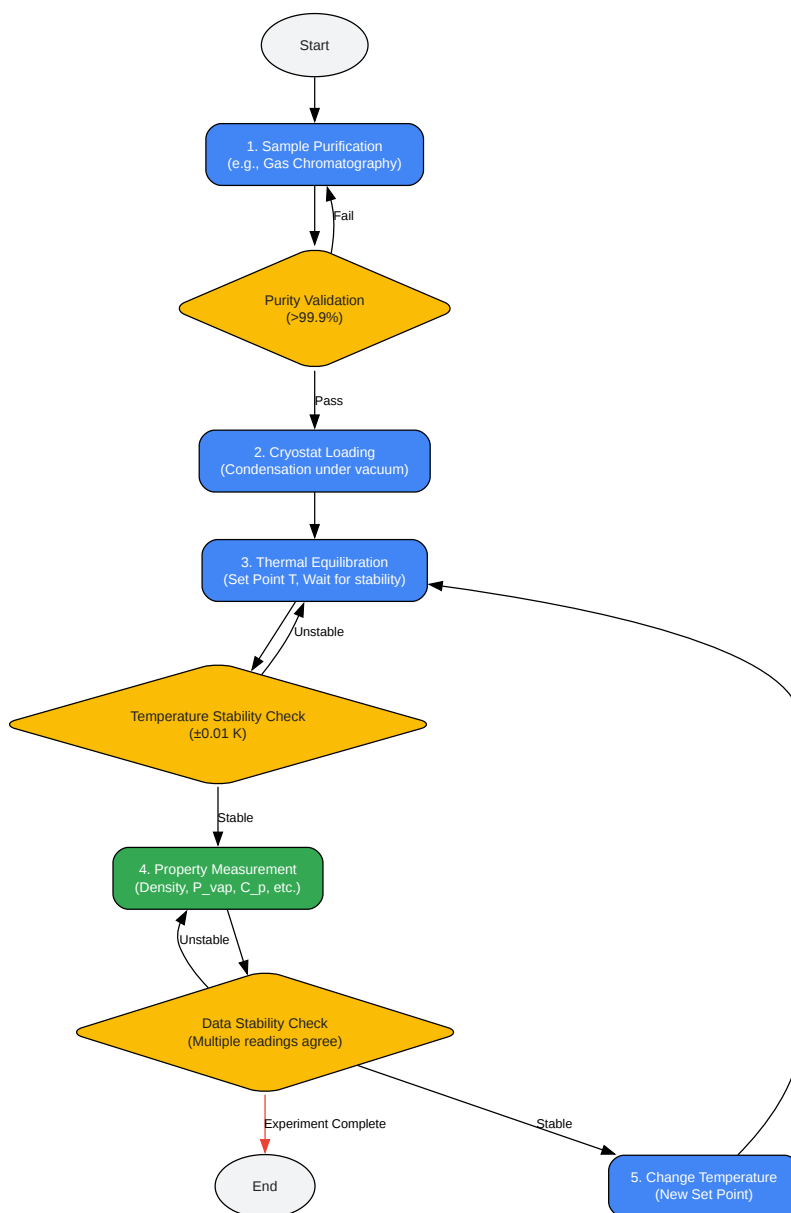 Start
1. Sample Purification
(e.g., Gas Chromatography)
Fail
Purity Validation
(>99.9%)
Pass
2. Cryostat Loading
(Condensation under vacuum)
3. Thermal Equilibration
(Set Point T, Wait for stability)
Unstable
Temperature Stability Check
(±0.01 K)
Stable
4. Property Measurement
(Density, P_vap, C_p, etc.)
Unstable
Data Stability Check
(Multiple readings agree)
Experiment Complete
Stable
End
5. Change Temperature
(New Set Point)